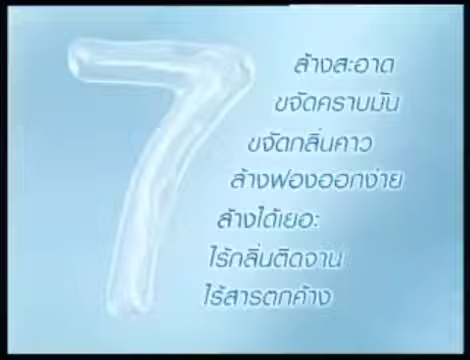 7
ล้างสะอาด
ขจัดคราบมัน
ขจัดกลิ่นคาว
ล้างฟองออกง่าย
ล้างได้เยอะ
ไร้กลิ่นติดจาน
ไร้สารตกค้าง